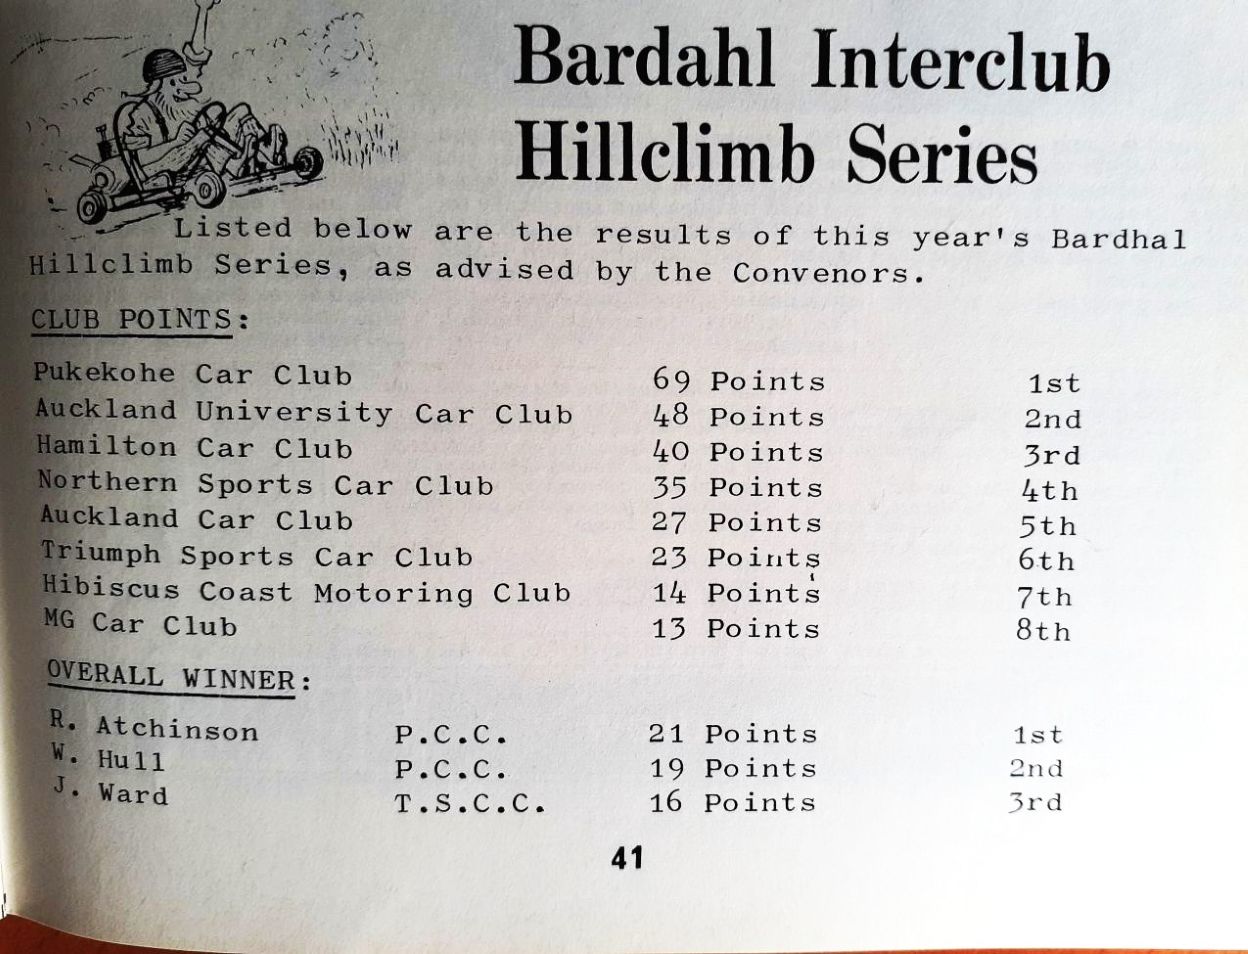 Bardahl Interclub
Hillclimb Series
Listed below are the results of this year's Bardhal
Hillclimb Series, as advised by the Convenors.
CLUB POINTS:
Pukekohe Car Club 69 Points 1st
Auckland University Car Club 48 Points 2nd
Hamilton Car Club 40 Points 3rd
Northern Sports Car Club 35 Points 4th
Auckland Car Club 27 Points 5th
Triumph Sports Car Club 23 Points 6th
Hibiscus Coast Motoring Club 14 Points 7th
MG Car Club 13 Points 8th
OVERALL WINNER:
R. Atchinson P.C.C. 21 Points 1st
W. Hull P.C.C. 19 Points 2nd
J. Ward T.S.C.C. 16 Points 3rd
41